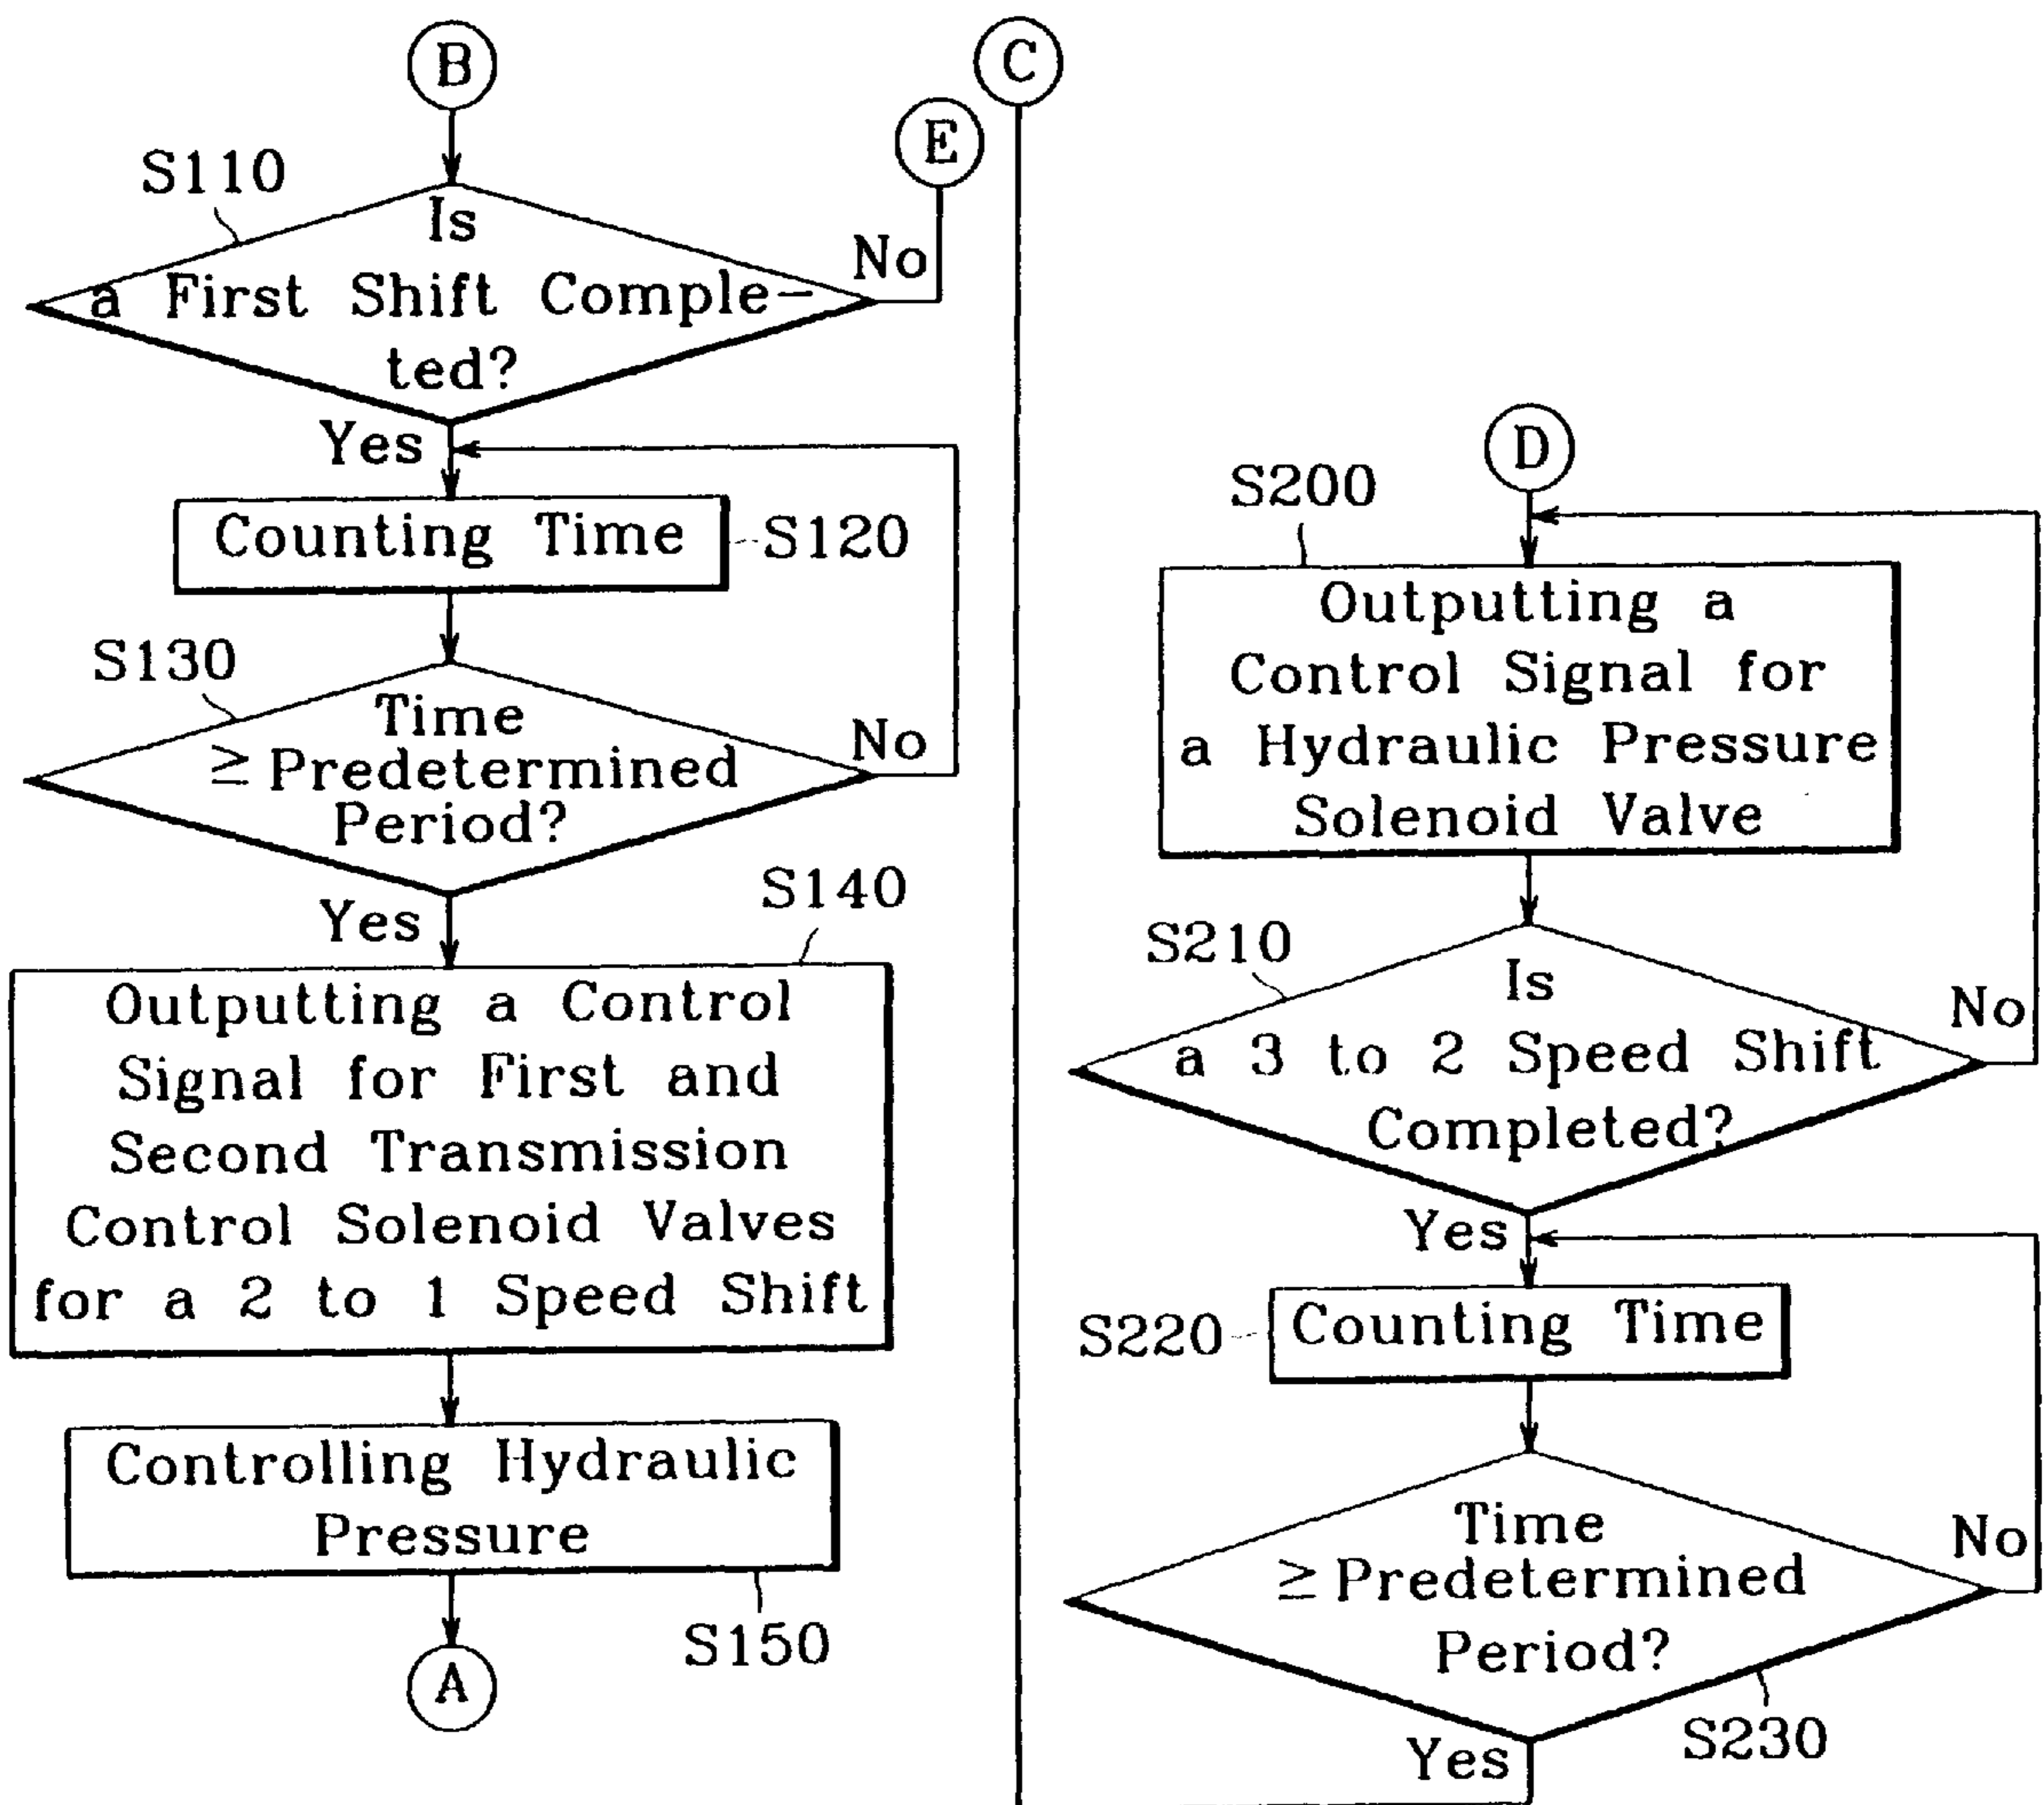 B
S110
Is
a First Shift Comple-
ted?
No
E
Yes
Counting Time
S120
S130
Time
≥ Predetermined
Period?
No
Yes
S140
Outputting a Control
Signal for First and
Second Transmission
Control Solenoid Valves
for a 2 to 1 Speed Shift
Controlling Hydraulic
Pressure
S150
A
C
D
S200
Outputting a
Control Signal for
a Hydraulic Pressure
Solenoid Valve
S210
Is
a 3 to 2 Speed Shift
Completed?
No
Yes
S220
Counting Time
Time
≥ Predetermined
Period?
No
S230
Yes